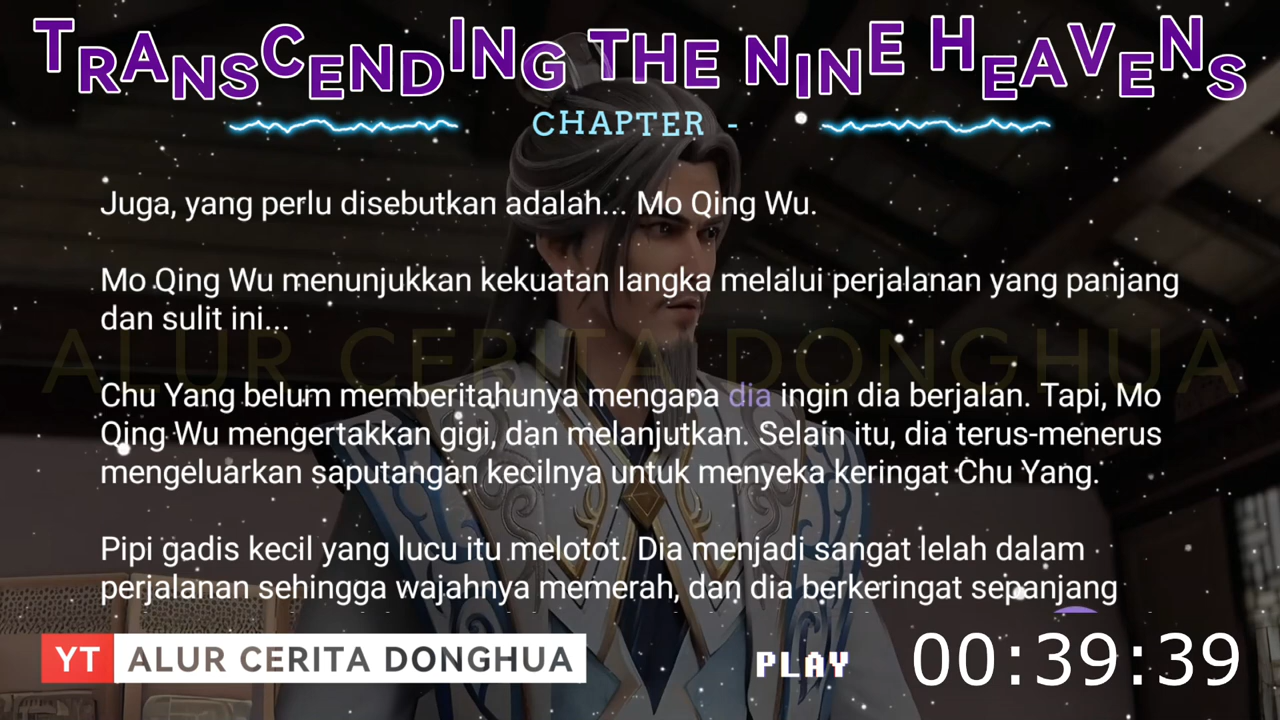 TRANSCENDING THE NINE HEAVENS
CHAPTER -
Juga, yang perlu disebutkan adalah... Mo Qing Wu.
Mo Qing Wu menunjukkan kekuatan langka melalui perjalanan yang panjang
dan sulit ini...
ALUR CERITA DONGHUA
Chu Yang belum memberitahunya mengapa dia ingin dia berjalan. Tapi, Mo
Qing Wu mengertakkan gigi, dan melanjutkan. Selain itu, dia terus-menerus
mengeluarkan saputangan kecilnya untuk menyeka keringat Chu Yang.
Pipi gadis kecil yang lucu itu melotot. Dia menjadi sangat lelah dalam
perjalanan sehingga wajahnya memerah, dan dia berkeringat sepanjang
YT ALUR CERITA DONGHUA
PLAY 00:39:39